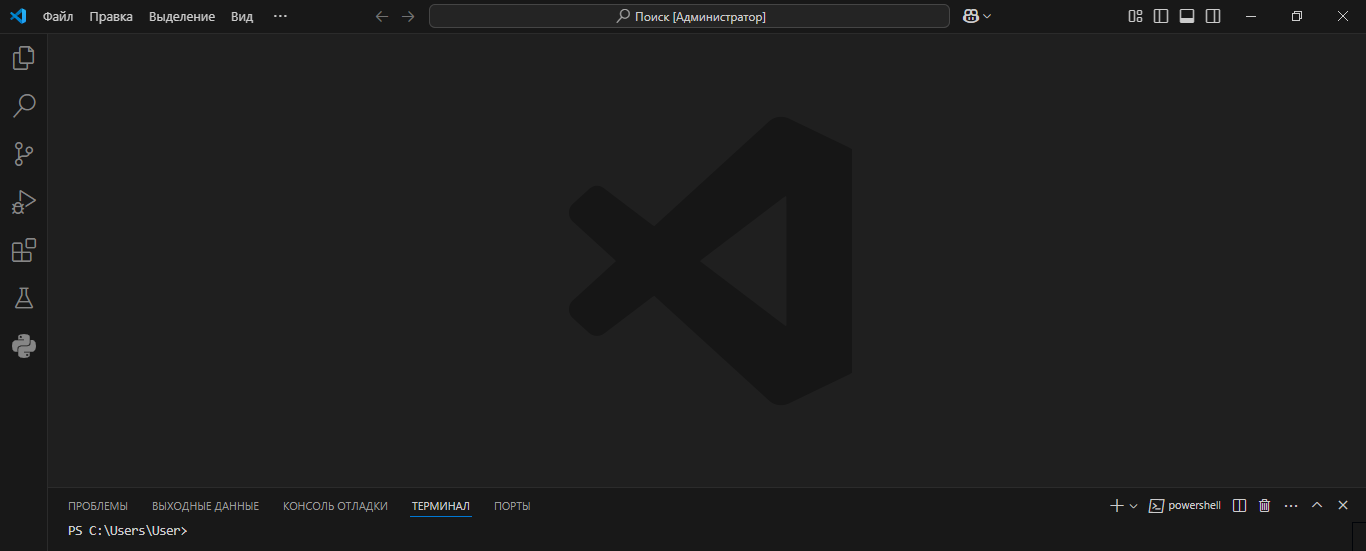 Файл Правка Выделение Вид ··· Поиск [Администратор]
ПРОБЛЕМЫ ВЫХОДНЫЕ ДАННЫЕ КОНСОЛЬ ОТЛАДКИ ТЕРМИНАЛ ПОРТЫ powershell ···
PS C:\Users\User>